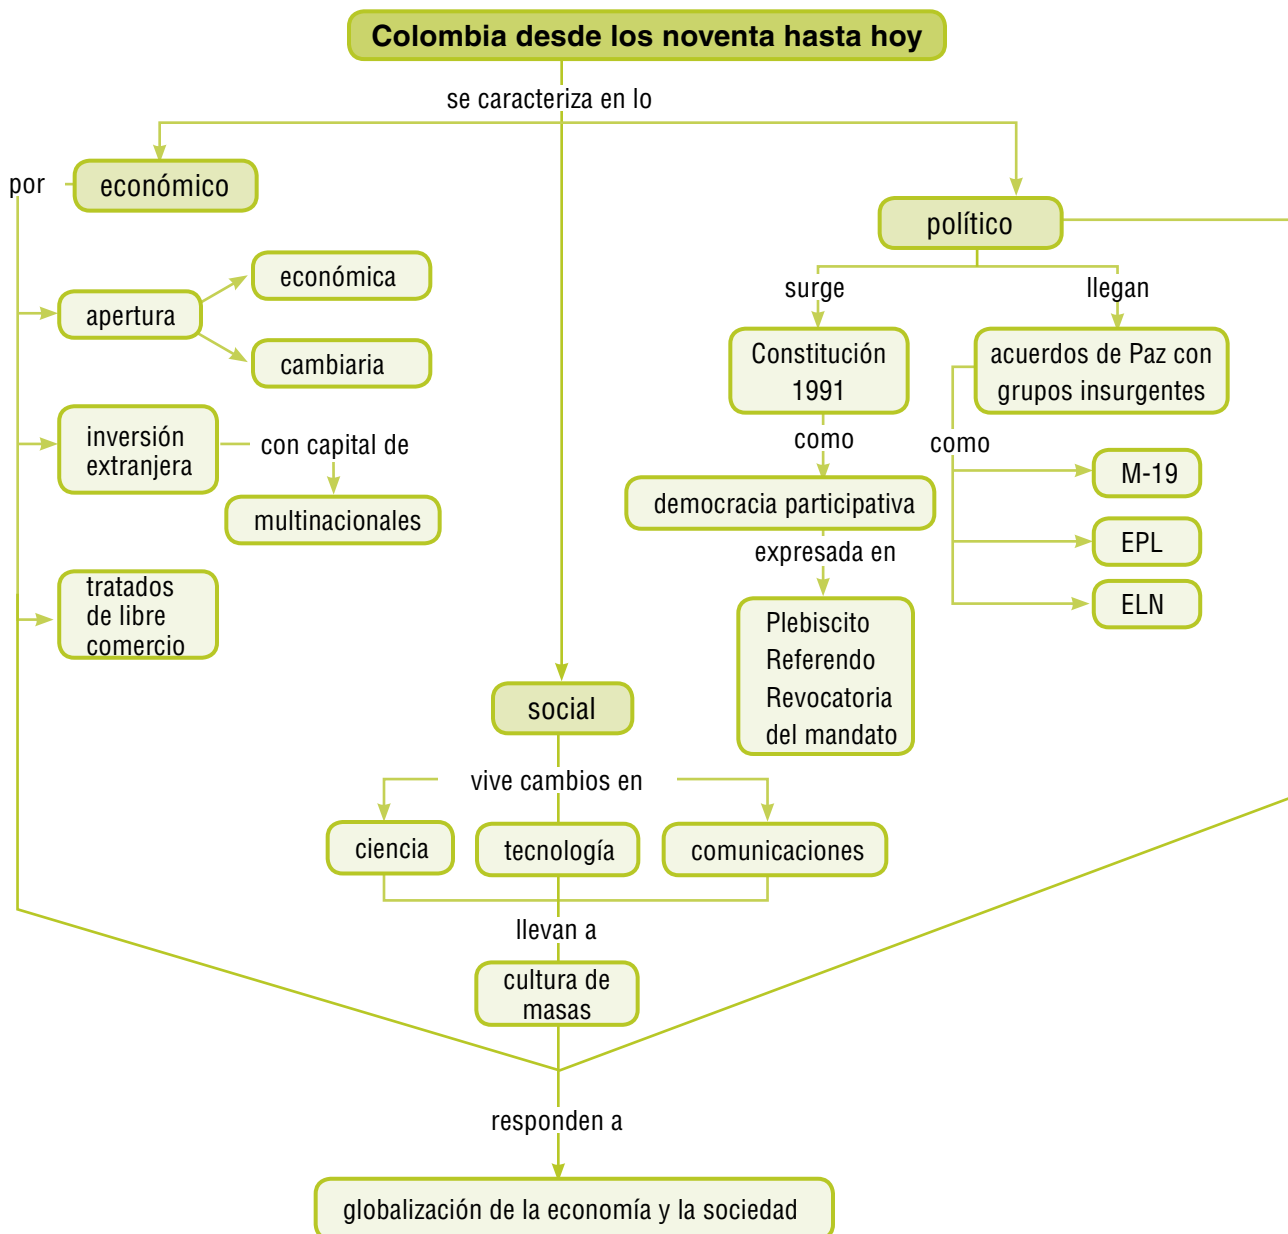 Colombia desde los noventa hasta hoy
se caracteriza en lo
por
económico
político
económica
apertura
cambiaria
surge
llegan
Constitución
1991
acuerdos de Paz con
grupos insurgentes
inversión
extranjera
con capital de
multinacionales
como
como
M-19
democracia participativa
EPL
expresada en
ELN
tratados
de libre
comercio
Plebiscito
Referendo
Revocatoria
del mandato
social
vive cambios en
ciencia
tecnología
comunicaciones
llevan a
cultura de
masas
responden a
globalización de la economía y la sociedad